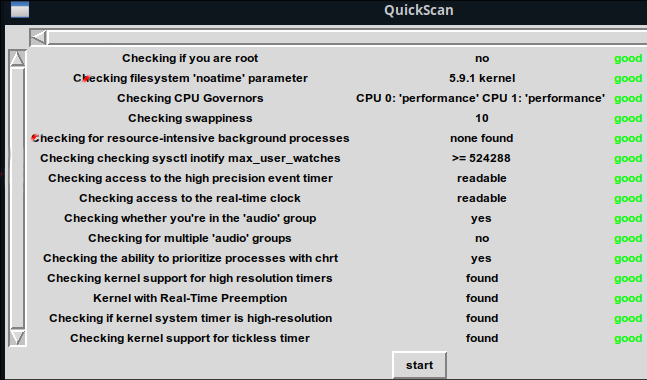 QuickScan
Checking if you are root no good
Checking filesystem 'noatime' parameter 5.9.1 kernel good
Checking CPU Governors CPU 0: 'performance' CPU 1: 'performance' good
Checking swappiness 10 good
Checking for resource-intensive background processes none found good
Checking checking sysctl inotify max_user_watches >= 524288 good
Checking access to the high precision event timer readable good
Checking access to the real-time clock readable good
Checking whether you're in the 'audio' group yes good
Checking for multiple 'audio' groups no good
Checking the ability to prioritize processes with chrt yes good
Checking kernel support for high resolution timers found good
Kernel with Real-Time Preemption found good
Checking if kernel system timer is high-resolution found good
Checking kernel support for tickless timer found good
start